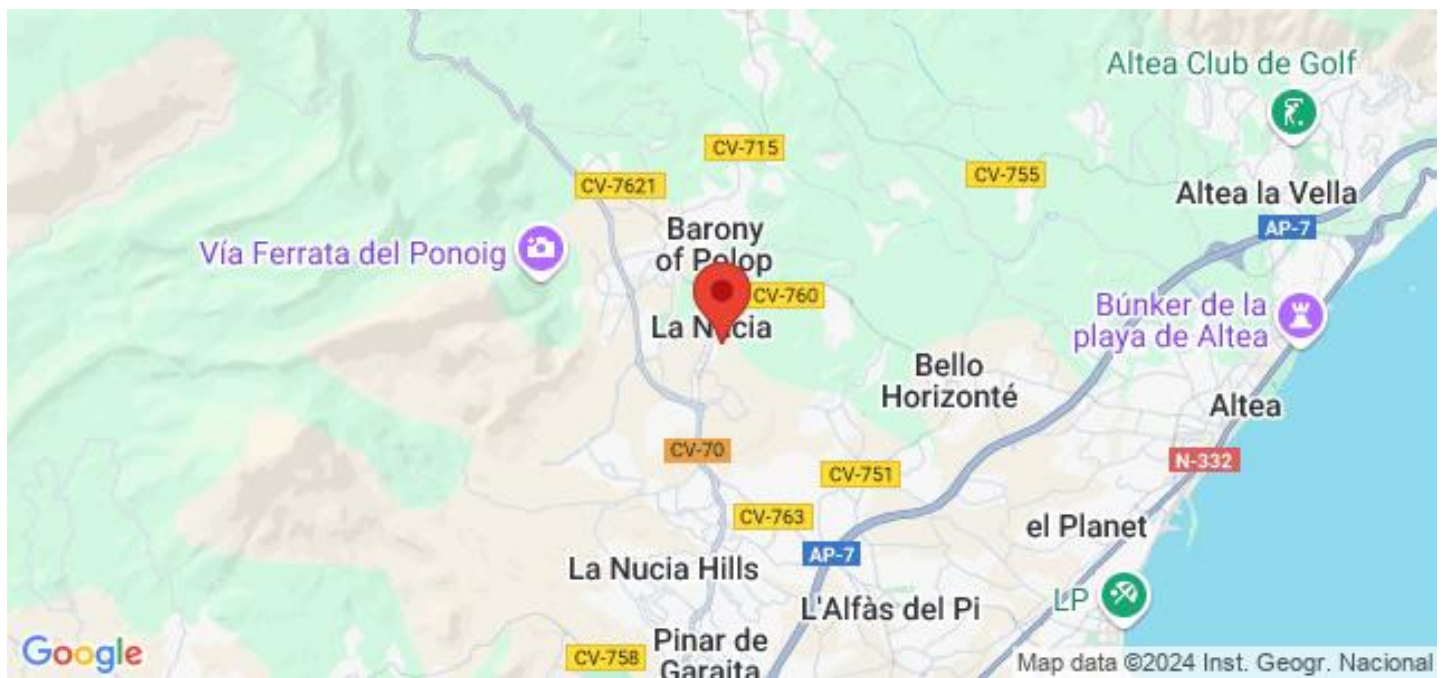 Altea Club de Golf
CV-715
CV-755
CV-7621
Altea la Vella
AP-7
Barony
of Polop
Vía Ferrata del Ponoig
CV-760
Búnker de la
playa de Altea
La Nucia
Bello
Horizonté
Altea
CV-70
N-332
CV-751
CV-763
el Planet
AP-7
La Nucia Hills
LP
L'Alfàs del Pi
Pinar de
Garaita
CV-758
Google
Map data ©2024 Inst. Geogr. Nacional